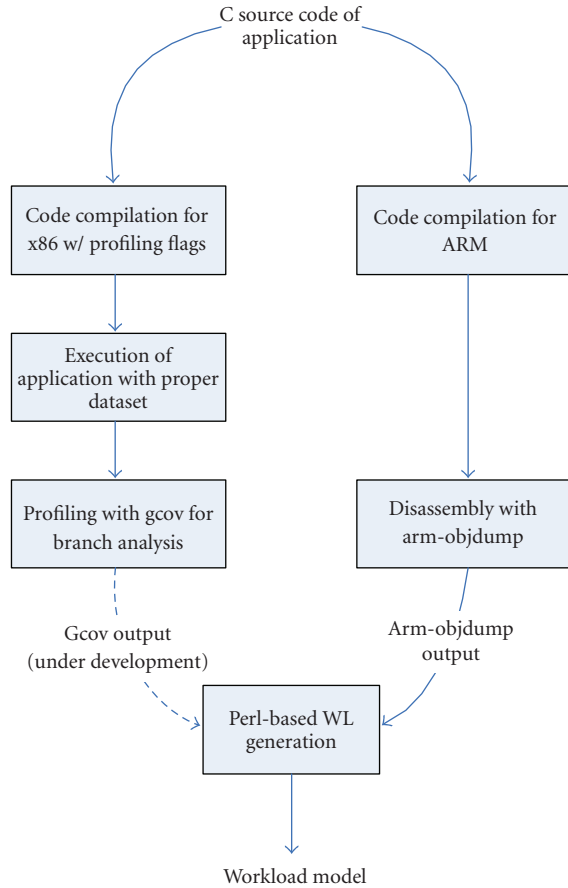 C source code of
application
Code compilation for
x86 w/ profiling flags
Code compilation for
ARM
Execution of
application with proper
dataset
Profiling with gcov for
branch analysis
Disassembly with
arm-objdump
Gcov output
(under development)
Arm-objdump
output
Perl-based WL
generation
Workload model